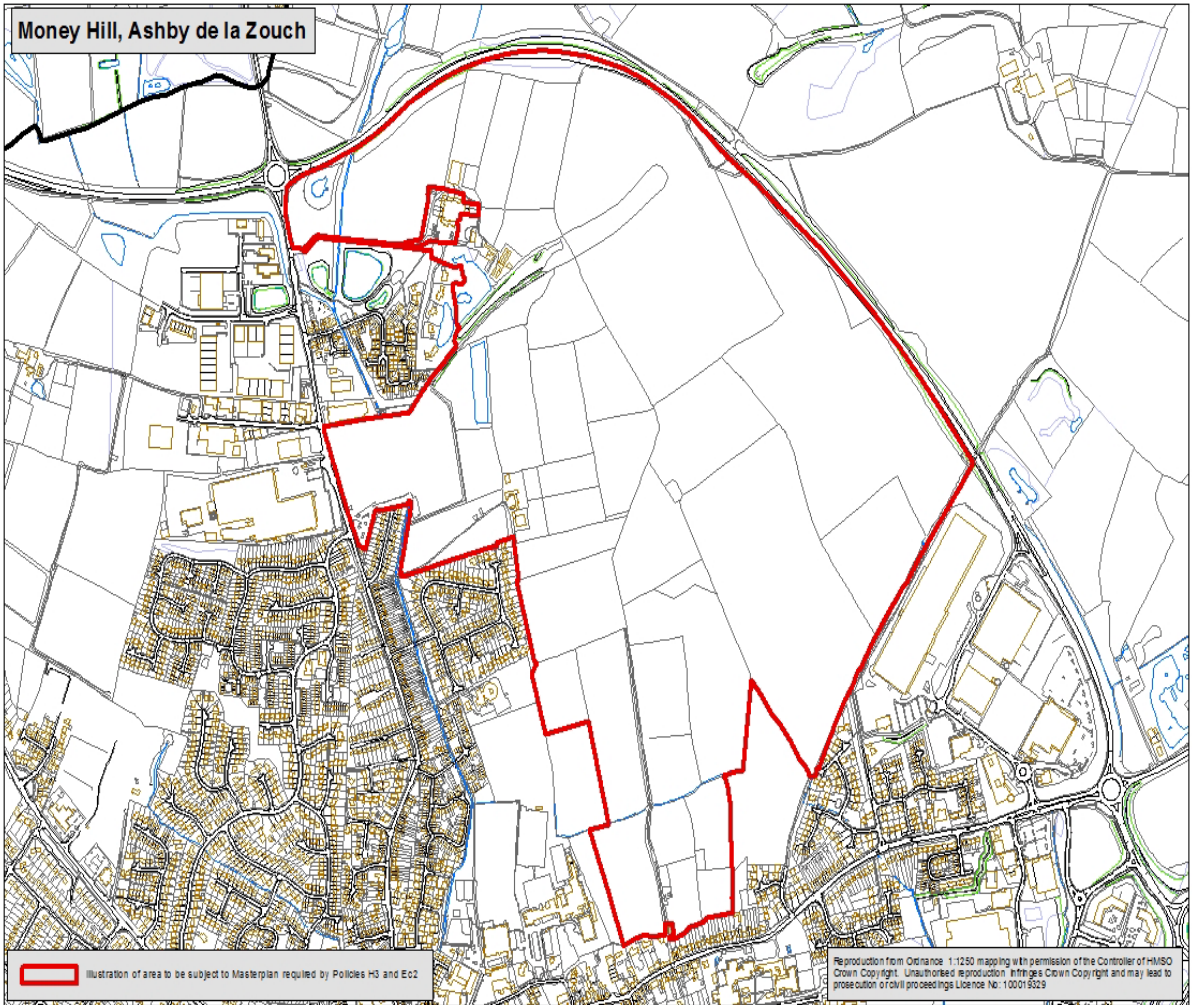 Money Hill, Ashby de la Zouch
Illustration of area to be subject to Masterplan required by Policies H3 and Ec2
Reproduction from Ordnance 1:1250 mapping with permission of the Controller of HMSO
Crown Copyright. Unauthorised reproduction infringes Crown Copyright and may lead to
prosecution or civil proceedings Licence No: 100019329